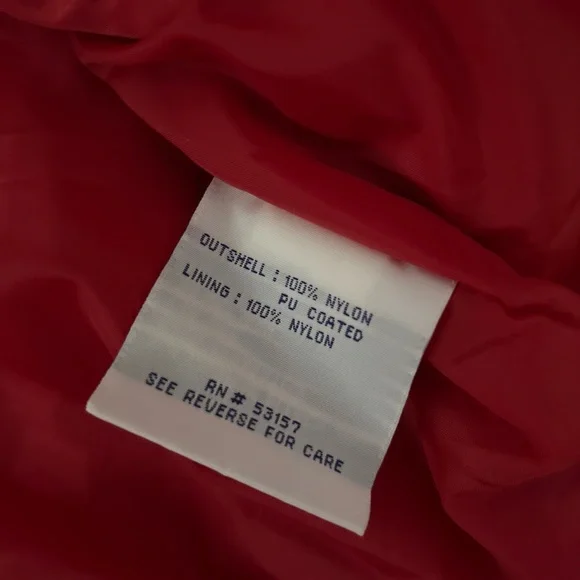 OUTSHELL : 100% NYLON
PU COATED
LINING : 100% NYLON
RN # 53157
SEE REVERSE FOR CARE